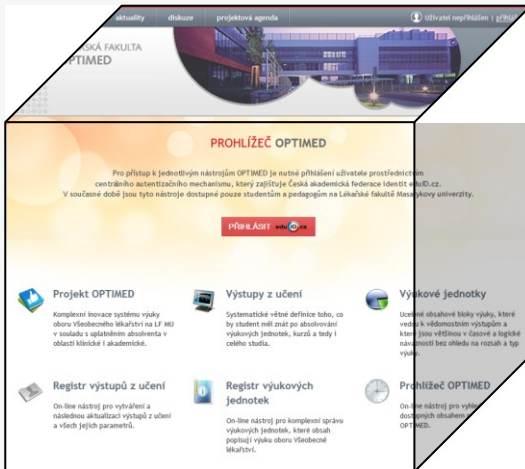 aktuality diskuze projektová agenda Uživatel nepřihlášen |
FAKULTA
PROHLÍŽEČ OPTIMED
Pro přístup k jednotlivým nástrojům OPTIMED je nutné přihlášení uživatele prostřednictvím
centrálního autentizačního mechanismu, který zajišťuje Česká akademická federace identit eduID.cz.
V současné době jsou tyto nástroje dostupné pouze studentům a pedagogům na Lékařské fakultě Masarykovy univerzity.
PŘIHLÁSIT eduID.cz
Projekt OPTIMED
Komplexní inovace systému výuky
oboru Všeobecného lékařství na LF MU
v souladu s uplatněním absolventa v
oblasti klinické i akademické.
Výstupy z učení
Systematické větné definice toho, co
by student měl znát po absolvování
výukových jednotek, kurzů a tedy i
celého studia.
Výukové jednotky
Ucelené obsahové bloky výuky, které
vedou k vědomostním výstupům a
které jsou většinou v časové a logické
návaznosti bez ohledu na rozsah a typ
výuky.
Registr výstupů z učení
On-line nástroj pro vytváření a
následnou aktualizaci výstupů z učení
a všech jejich parametrů.
Registr výukových
jednotek
On-line nástroj pro komplexní správu
výukových jednotek, které obsah
popisují výuku oboru Všeobecné
lékařství.
Prohlížeč OPTIMED
On-line nástroj pro
dostupných obsahem
OPTIMED.